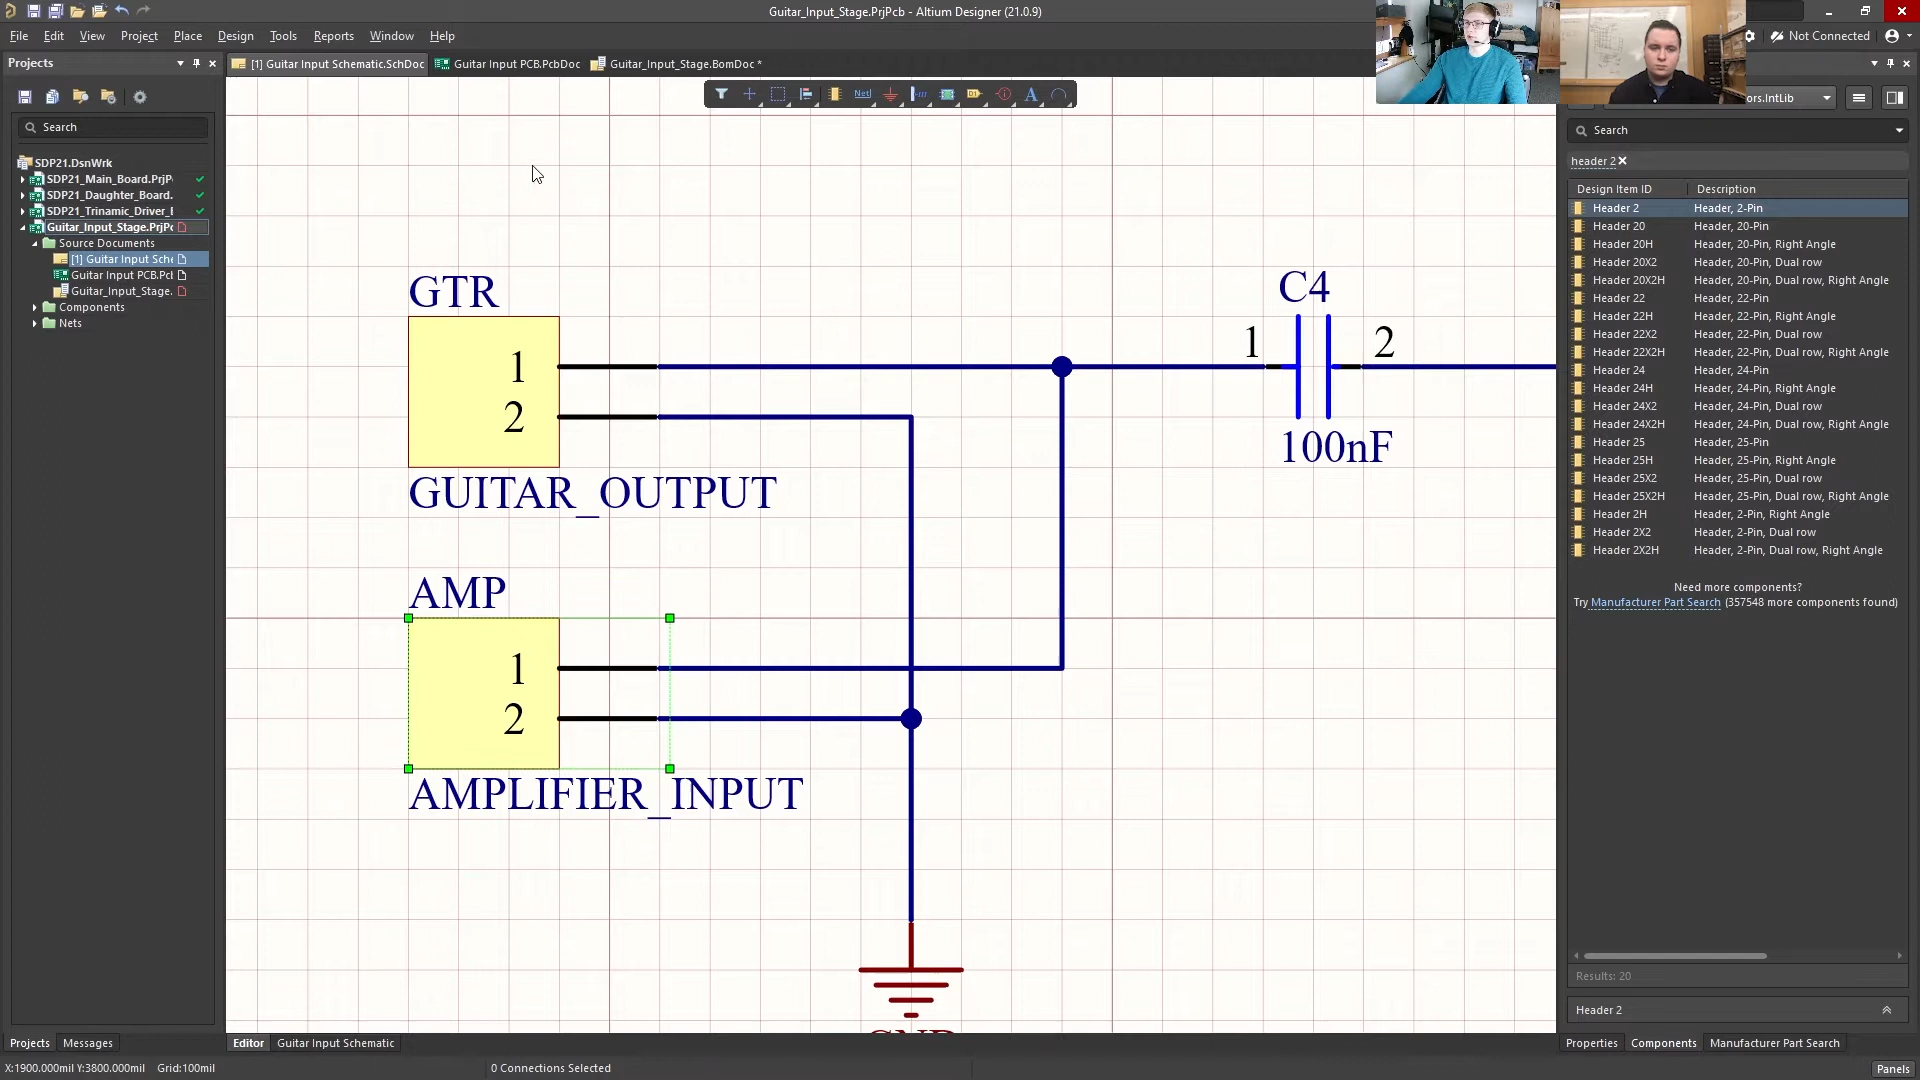 Guitar_Input_Stage.PrjPcb - Altium Designer (21.0.9)
File Edit View Project Place Design Tools Reports Window Help
Not Connected
Projects
[1] Guitar Input Schematic.SchDoc Guitar Input PCB.PcbDoc Guitar_Input_Stage.BomDoc *
Search
SDP21.DsnWrk
SDP21_Main_Board.PrjP
SDP21_Daughter_Board.
SDP21_Trinamic_Driver_
Guitar_Input_Stage.PrjPc
Source Documents
[1] Guitar Input Sche
Guitar Input PCB.Pcl
Guitar_Input_Stage.
Components
Nets
Net
GTR
1
2
GUITAR_OUTPUT
AMP
1
2
AMPLIFIER_INPUT
C4
1 2
100nF
ors.IntLib
Search
header 2
Design Item ID Description
Header 2 Header, 2-Pin
Header 20 Header, 20-Pin
Header 20H Header, 20-Pin, Right Angle
Header 20X2 Header, 20-Pin, Dual row
Header 20X2H Header, 20-Pin, Dual row, Right Angle
Header 22 Header, 22-Pin
Header 22H Header, 22-Pin, Right Angle
Header 22X2 Header, 22-Pin, Dual row
Header 22X2H Header, 22-Pin, Dual row, Right Angle
Header 24 Header, 24-Pin
Header 24H Header, 24-Pin, Right Angle
Header 24X2 Header, 24-Pin, Dual row
Header 24X2H Header, 24-Pin, Dual row, Right Angle
Header 25 Header, 25-Pin
Header 25H Header, 25-Pin, Right Angle
Header 25X2 Header, 25-Pin, Dual row
Header 25X2H Header, 25-Pin, Dual row, Right Angle
Header 2H Header, 2-Pin, Right Angle
Header 2X2 Header, 2-Pin, Dual row
Header 2X2H Header, 2-Pin, Dual row, Right Angle
Need more components?
Try Manufacturer Part Search (357548 more components found)
Results: 20
Header 2
Projects Messages
Editor Guitar Input Schematic
Properties Components Manufacturer Part Search
X:1900.000mil Y:3800.000mil Grid:100mil
0 Connections Selected
Panels